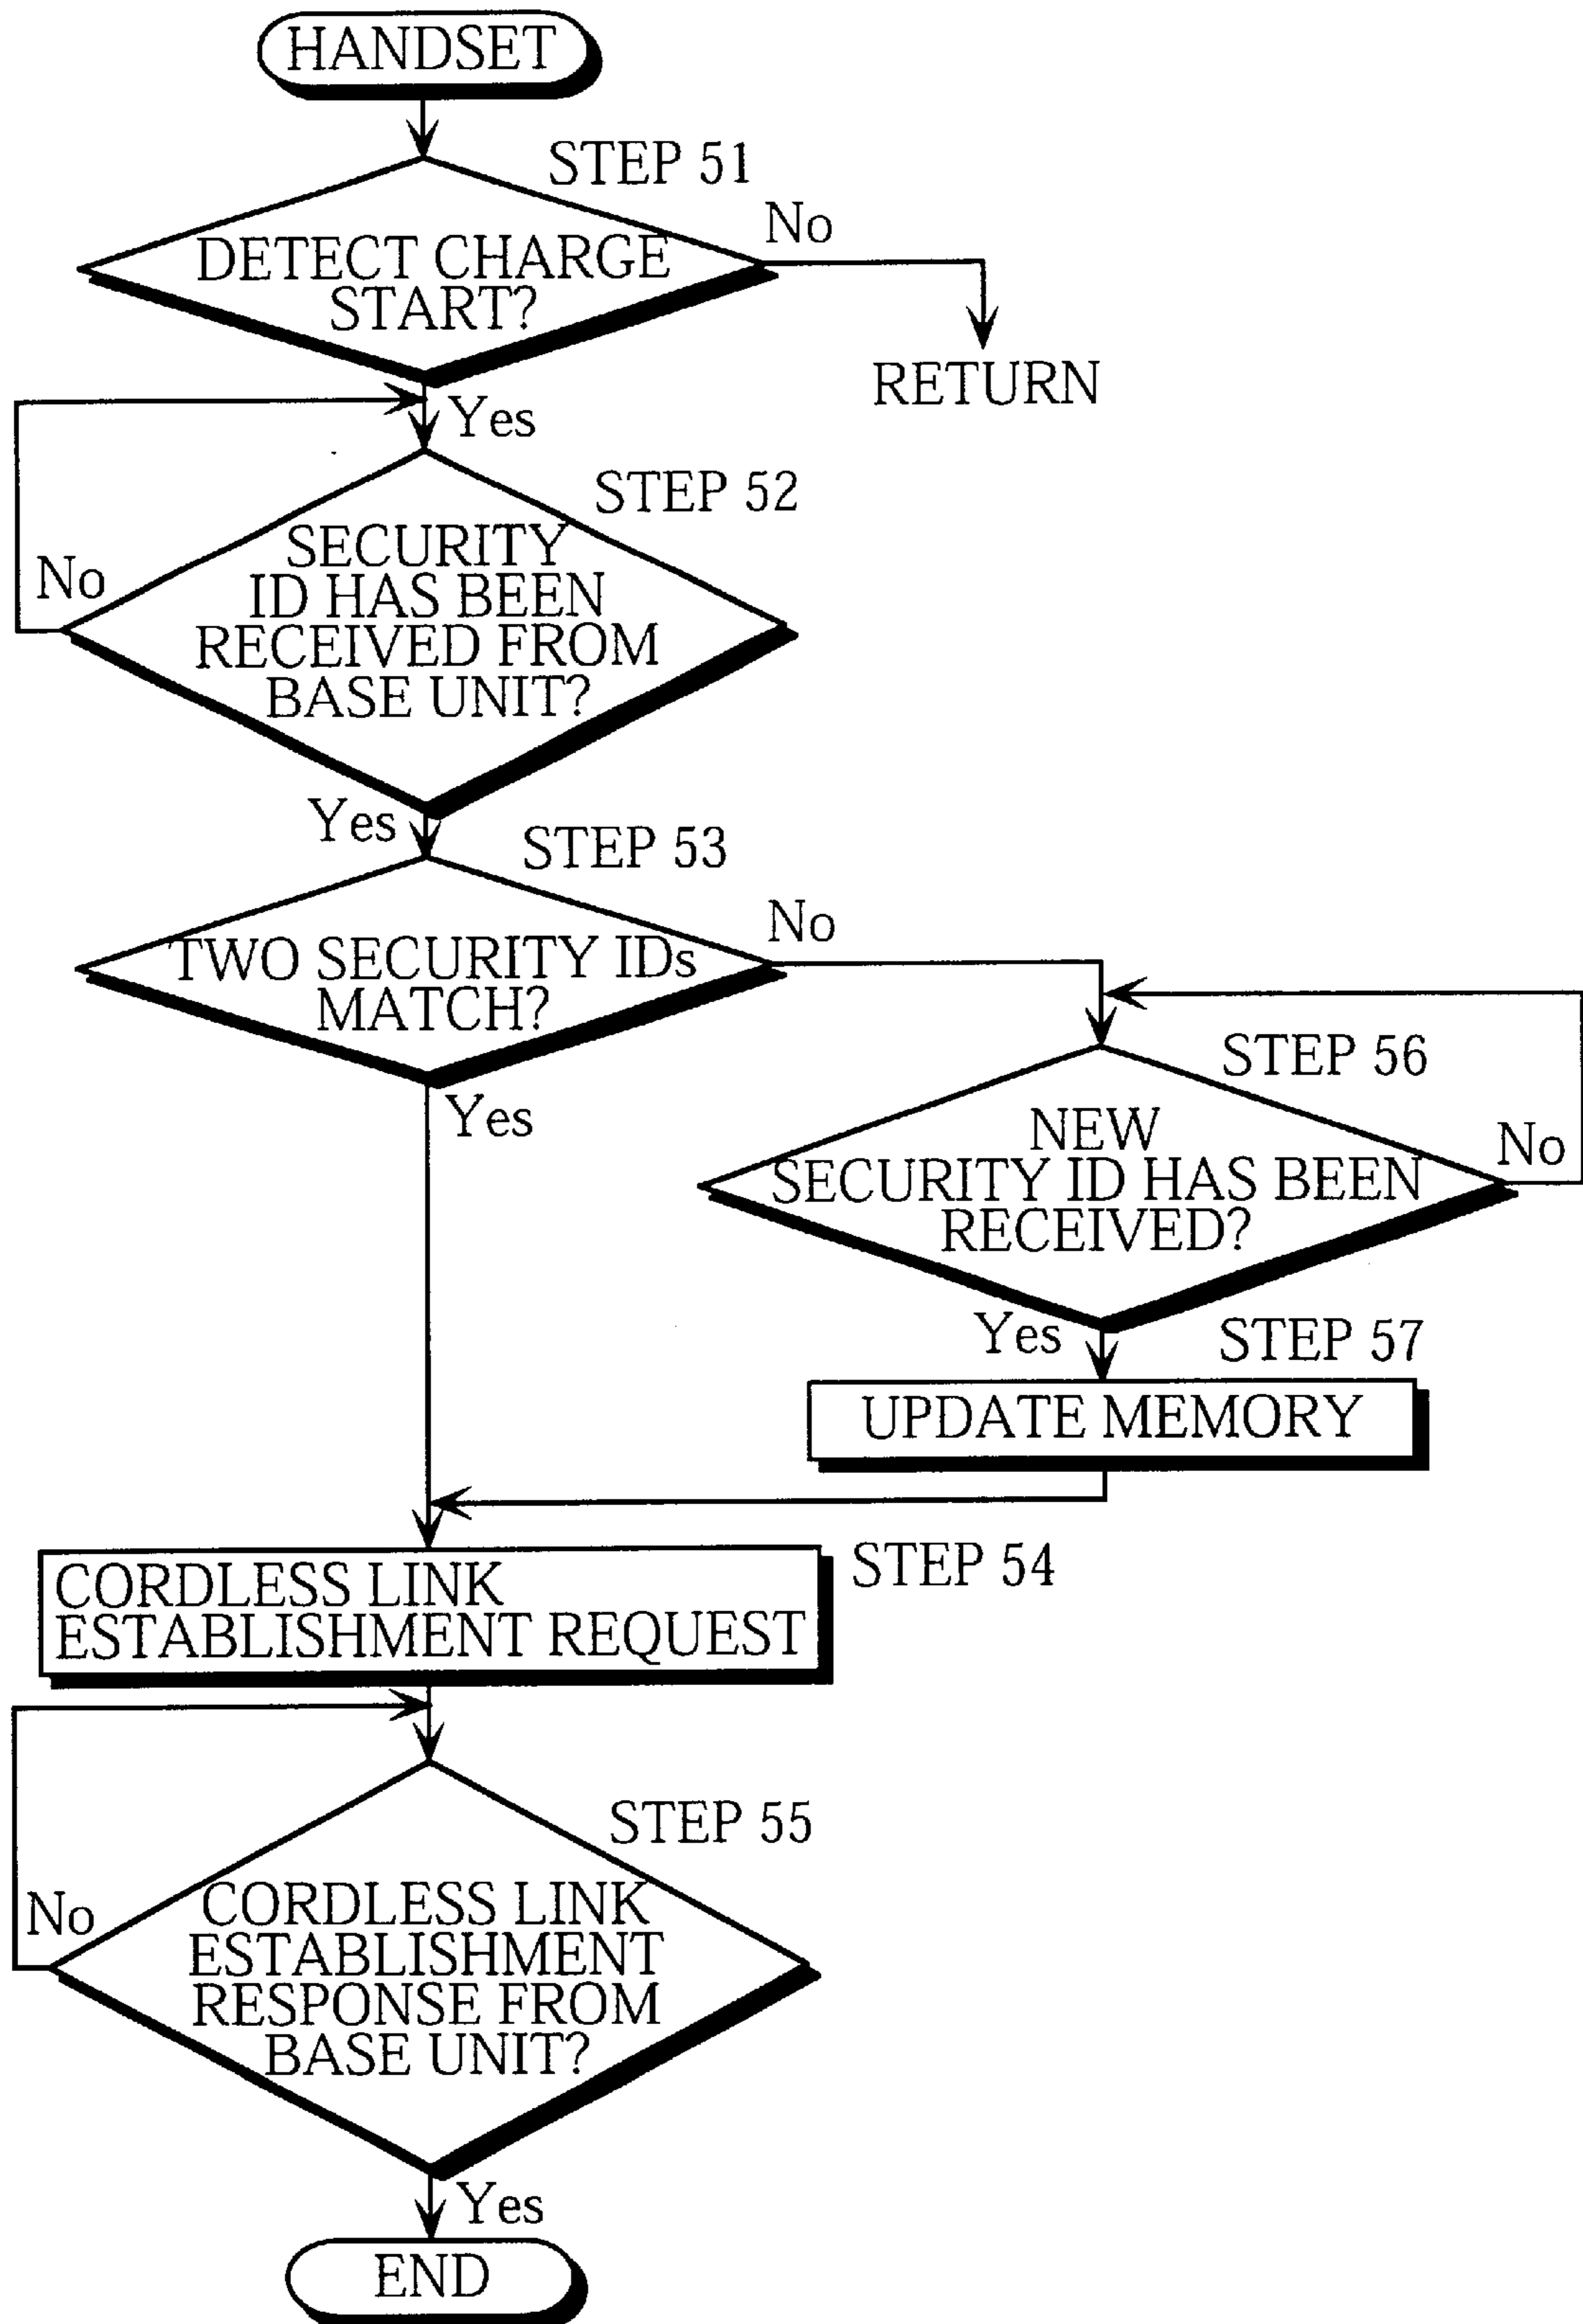 HANDSET
STEP 51
No
DETECT CHARGE
START?
RETURN
Yes
STEP 52
SECURITY
ID HAS BEEN
RECEIVED FROM
BASE UNIT?
No
Yes
STEP 53
No
TWO SECURITY IDs
MATCH?
Yes
STEP 56
NEW
SECURITY ID HAS BEEN
RECEIVED?
No
Yes
STEP 57
UPDATE MEMORY
STEP 54
CORDLESS LINK
ESTABLISHMENT REQUEST
STEP 55
No
CORDLESS LINK
ESTABLISHMENT
RESPONSE FROM
BASE UNIT?
Yes
END